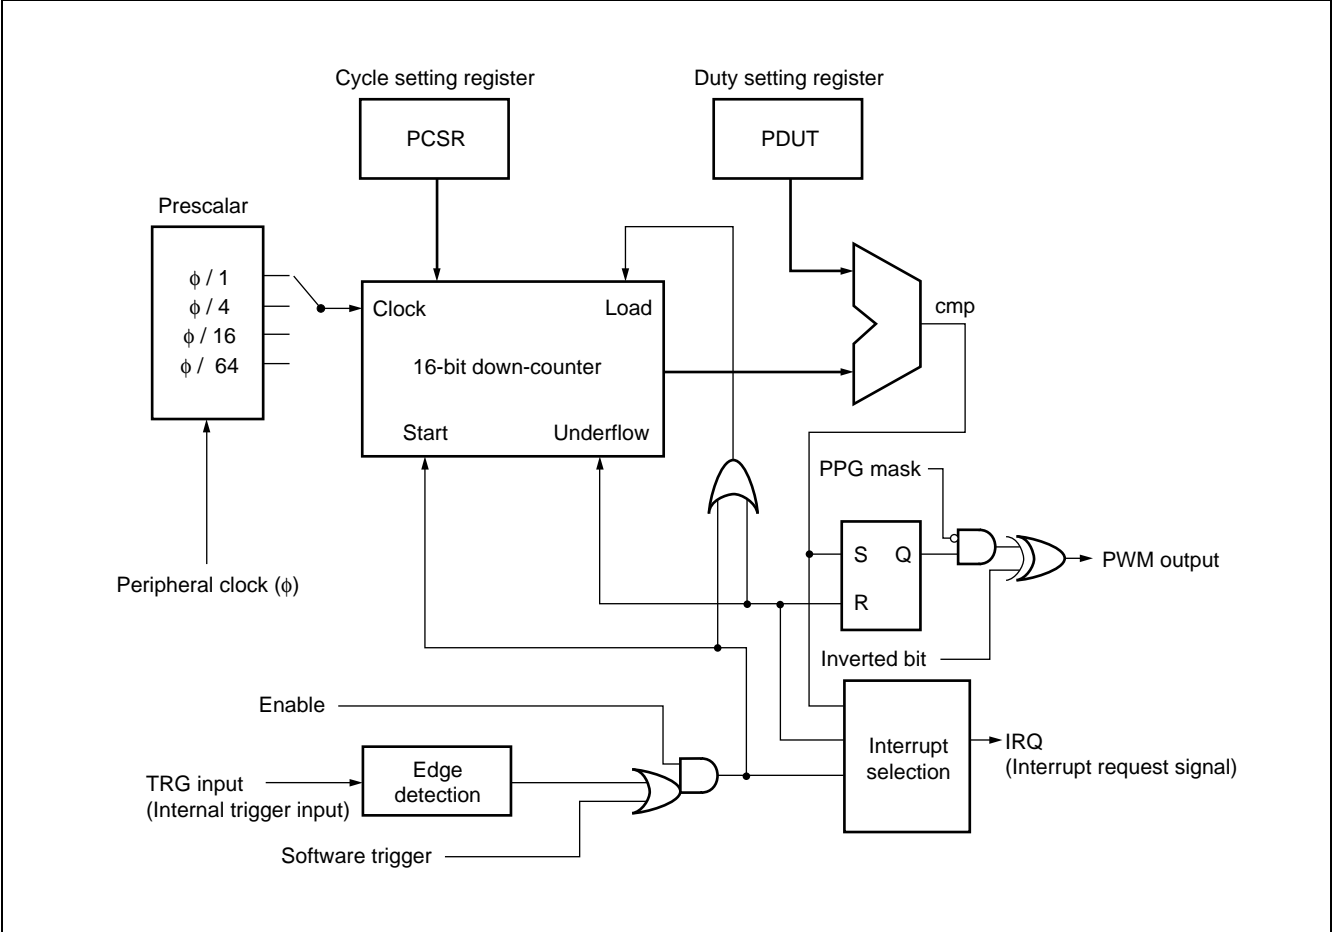 Cycle setting register
Duty setting register
PCSR
PDUT
Prescalar
ϕ / 1
ϕ / 4
ϕ / 16
ϕ / 64
Clock
Load
16-bit down-counter
Start
Underflow
cmp
PPG mask
S
Q
R
PWM output
Peripheral clock (ϕ)
Inverted bit
Enable
Edge
detection
TRG input
(Internal trigger input)
Software trigger
Interrupt
selection
IRQ
(Interrupt request signal)